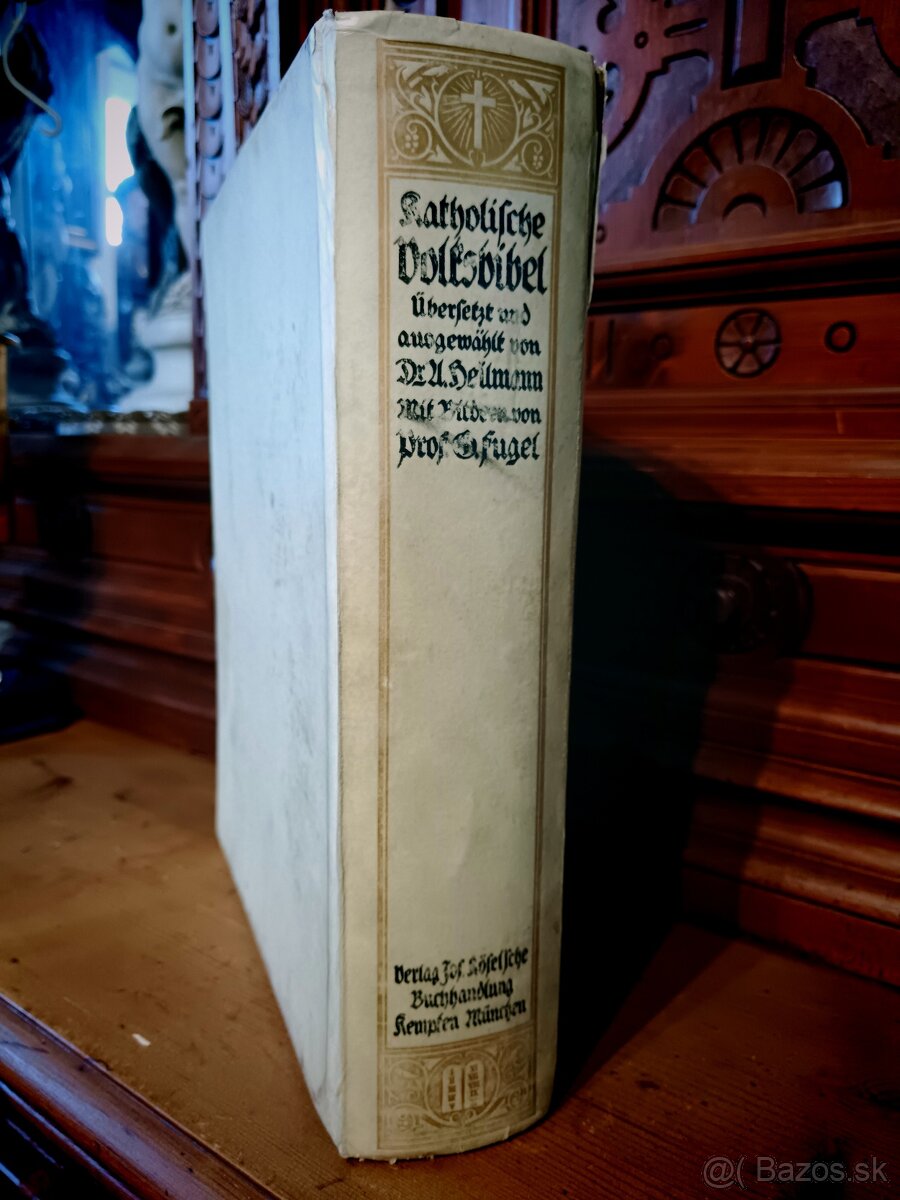 Katholische
Volksbibel
Übersetzt und
ausgewählt von
Dr A. Heilmann
Mit Bildern von
Prof. G. Fugel
Verlag Jos. Köselsche
Buchhandlung
Kempten München
@( Bazos.sk